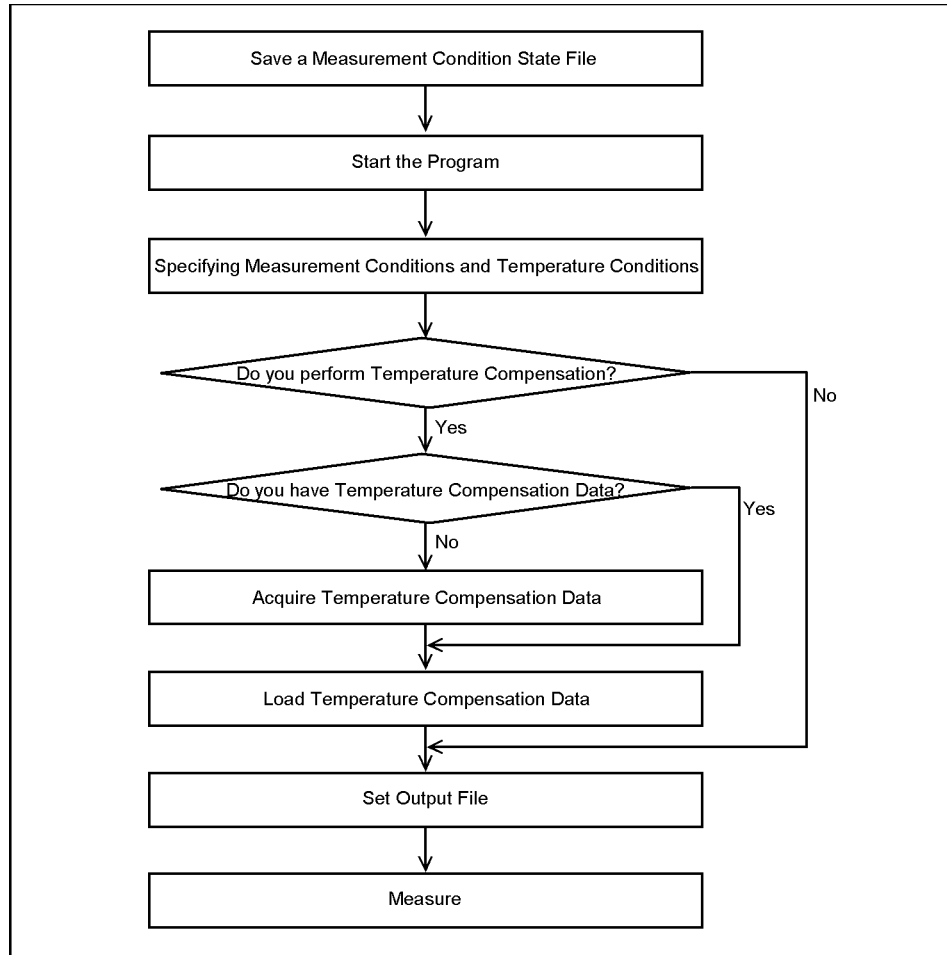 Save a Measurement Condition State File
Start the Program
Specifying Measurement Conditions and Temperature Conditions
Do you perform Temperature Compensation?
No
Yes
Do you have Temperature Compensation Data?
Yes
No
Acquire Temperature Compensation Data
Load Temperature Compensation Data
Set Output File
Measure